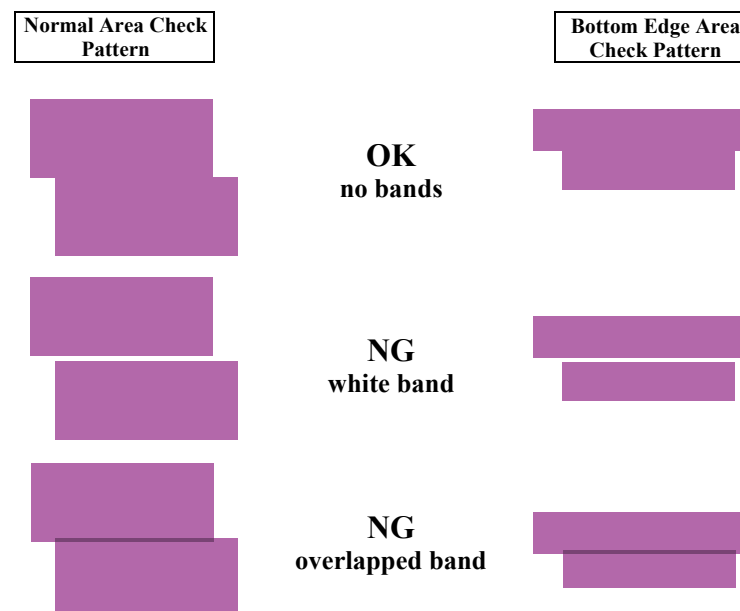 Normal Area Check
Pattern
Bottom Edge Area
Check Pattern
OK
no bands
NG
white band
NG
overlapped band